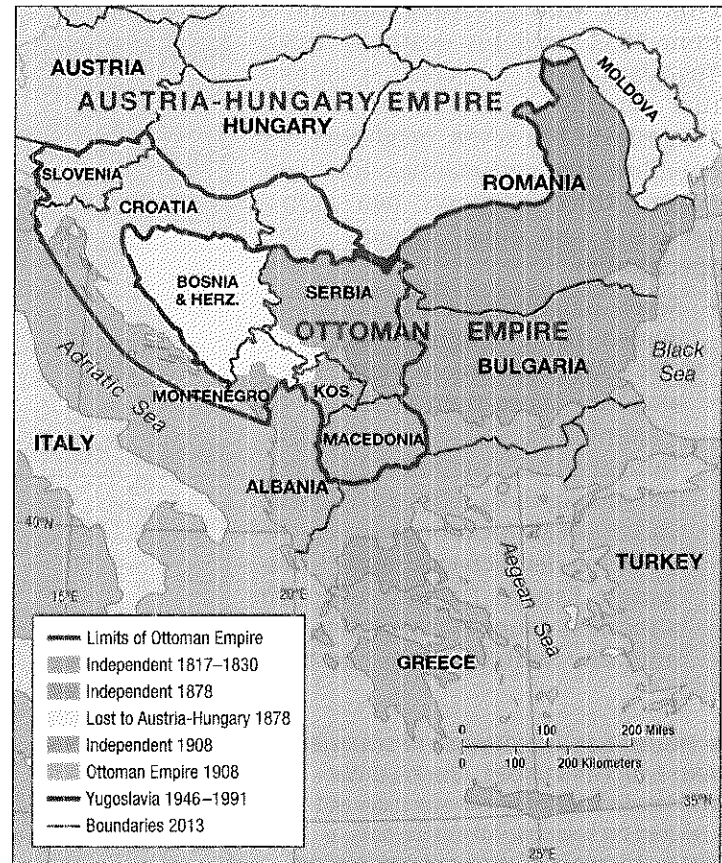 AUSTRIA
AUSTRIA-HUNGARY EMPIRE
HUNGARY
MOLDOVA
SLOVENIA
ROMANIA
CROATIA
BOSNIA
& HERZ.
SERBIA
OTTOMAN EMPIRE
BULGARIA
Black
Sea
Adriatic Sea
MONTENEGRO
KOS.
ITALY
MACEDONIA
ALBANIA
40°N
TURKEY
15°E
20°E
Aegean Sea
GREECE
Limits of Ottoman Empire
Independent 1817–1830
Independent 1878
Lost to Austria-Hungary 1878
Independent 1908
Ottoman Empire 1908
Yugoslavia 1946–1991
Boundaries 2013
0 100 200 Miles
0 100 200 Kilometers
35°N
25°E